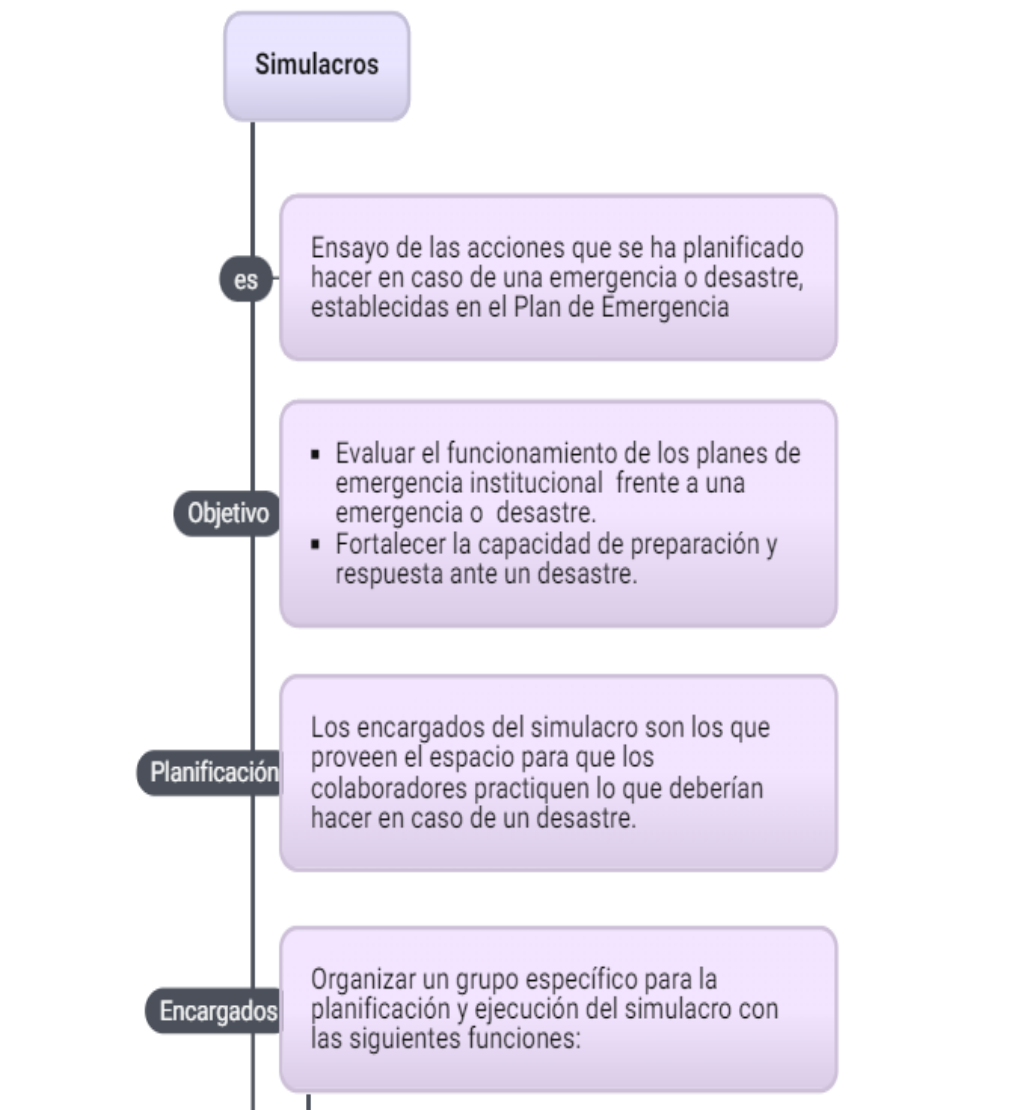 Simulacros
es
Ensayo de las acciones que se ha planificado
hacer en caso de una emergencia o desastre,
establecidas en el Plan de Emergencia
Objetivo
▪ Evaluar el funcionamiento de los planes de
emergencia institucional  frente a una
emergencia o  desastre.
▪ Fortalecer la capacidad de preparación y
respuesta ante un desastre.
Planificación
Los encargados del simulacro son los que
proveen el espacio para que los
colaboradores practiquen lo que deberían
hacer en caso de un desastre.
Encargados
Organizar un grupo específico para la
planificación y ejecución del simulacro con
las siguientes funciones: